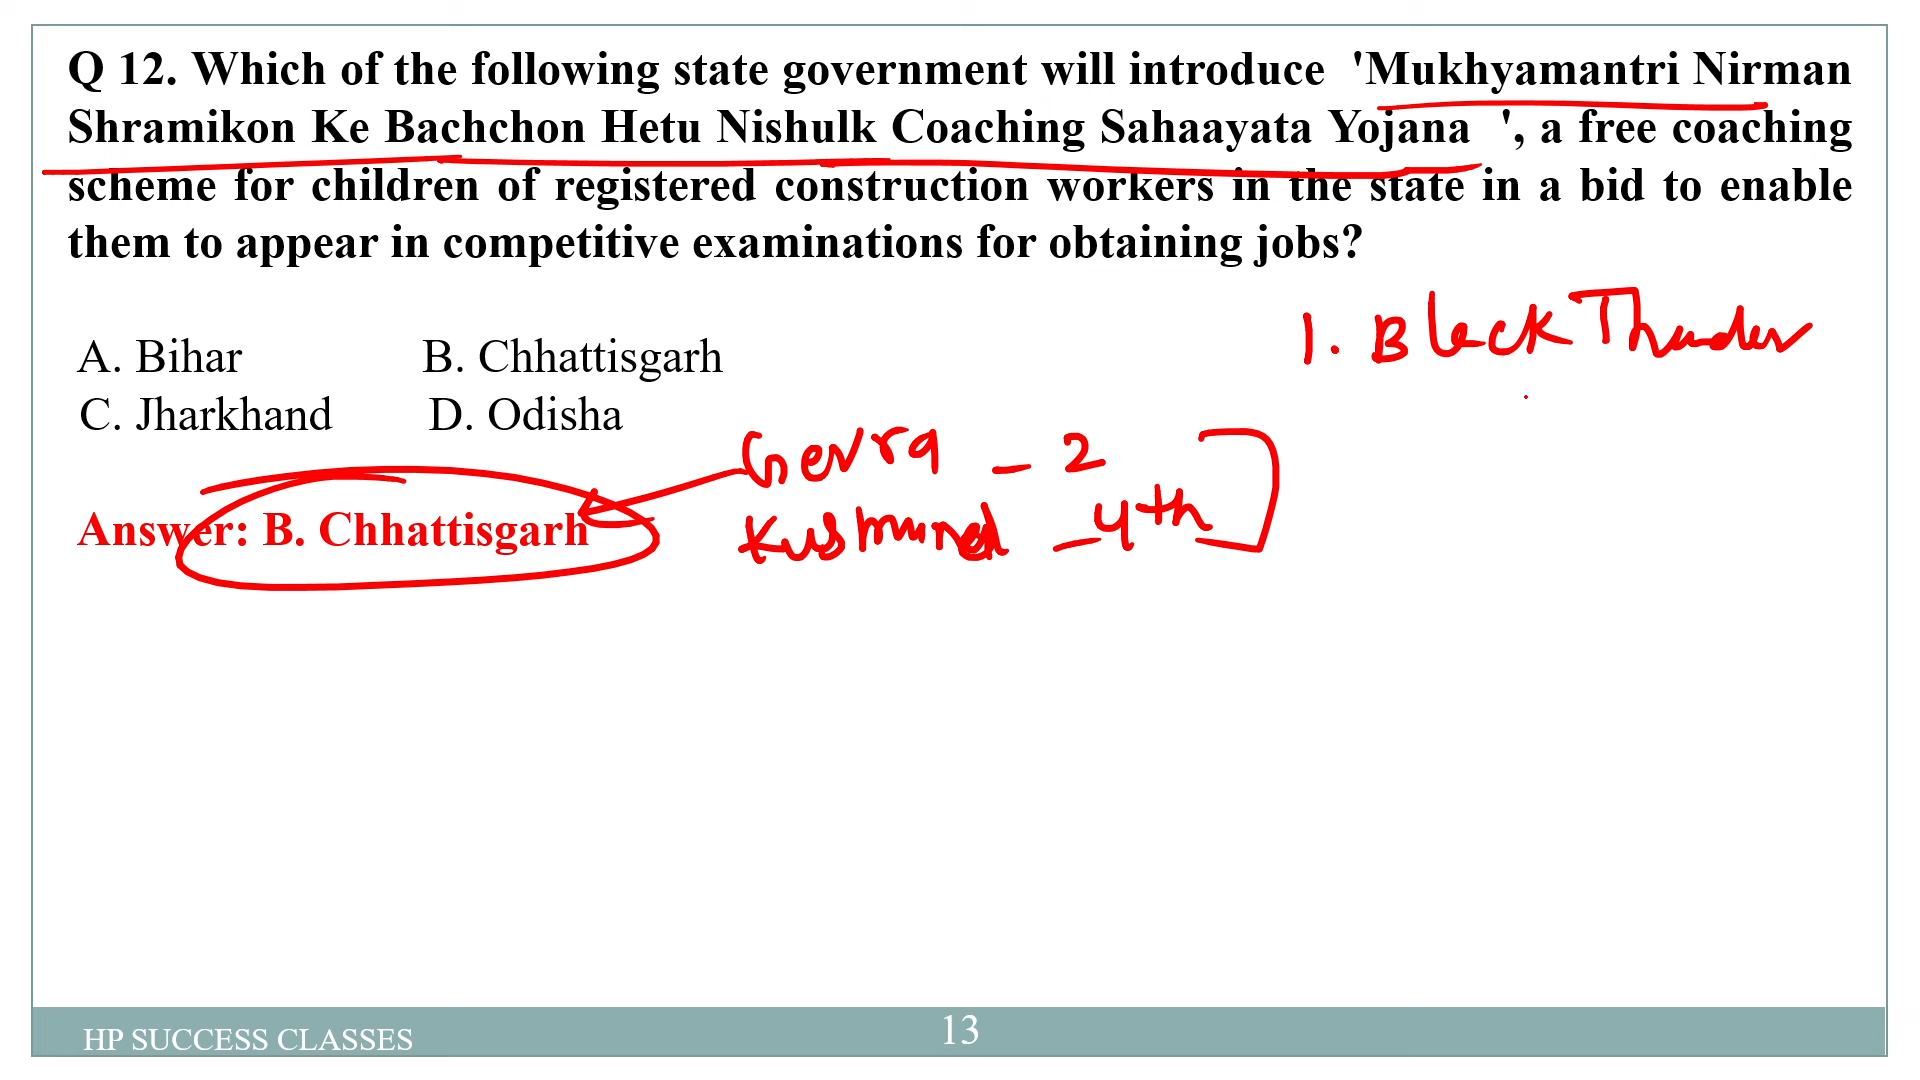 Q 12. Which of the following state government will introduce 'Mukhyamantri Nirman
Shramikon Ke Bachchon Hetu Nishulk Coaching Sahaayata Yojana ', a free coaching
scheme for children of registered construction workers in the state in a bid to enable
them to appear in competitive examinations for obtaining jobs?
1. Black Thunder
A. Bihar B. Chhattisgarh
C. Jharkhand D. Odisha
Gevra - 2
Kusmunda - 4th
Answer: B. Chhattisgarh
HP SUCCESS CLASSES 13